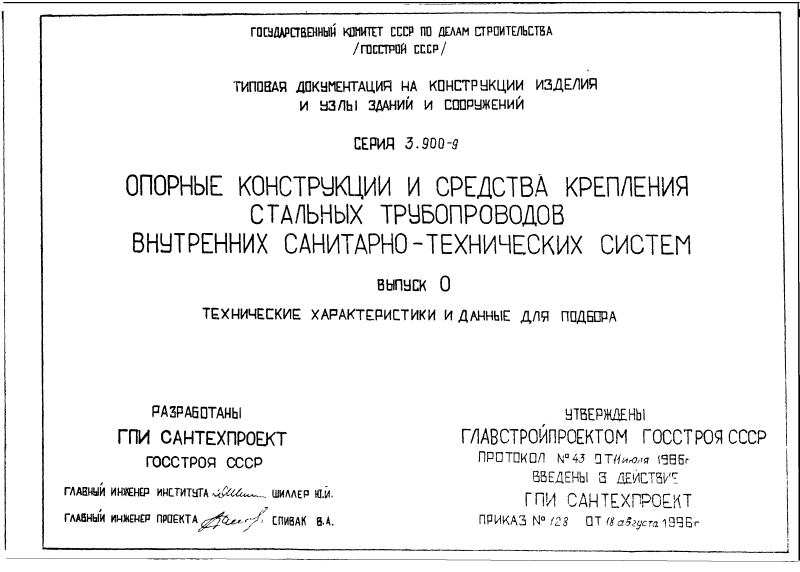 ГОСУДАРСТВЕННЫЙ КОМИТЕТ СССР ПО ДЕЛАМ СТРОИТЕЛЬСТВА
/ГОССТРОЙ СССР/
ТИПОВАЯ ДОКУМЕНТАЦИЯ НА КОНСТРУКЦИИ ИЗДЕЛИЯ
И УЗЛЫ ЗДАНИЙ И СООРУЖЕНИЙ
СЕРИЯ 3.900-9
ОПОРНЫЕ КОНСТРУКЦИИ И СРЕДСТВА КРЕПЛЕНИЯ
СТАЛЬНЫХ ТРУБОПРОВОДОВ
ВНУТРЕННИХ САНИТАРНО-ТЕХНИЧЕСКИХ СИСТЕМ
ВЫПУСК 0
ТЕХНИЧЕСКИЕ ХАРАКТЕРИСТИКИ И ДАННЫЕ ДЛЯ ПОДБОРА
РАЗРАБОТАНЫ
ГПИ САНТЕХПРОЕКТ
ГОССТРОЯ СССР
ГЛАВНЫЙ ИНЖЕНЕР ИНСТИТУТА ШИЛЛЕР Ю.И.
ГЛАВНЫЙ ИНЖЕНЕР ПРОЕКТА СПИВАК В.А.
УТВЕРЖДЕНЫ
ГЛАВСТРОЙПРОЕКТОМ ГОССТРОЯ СССР
ПРОТОКОЛ № 43 ОТ 11 июля 1986г
ВВЕДЕНЫ В ДЕЙСТВИЕ
ГПИ САНТЕХПРОЕКТ
ПРИКАЗ № 128 ОТ 18 августа 1986г